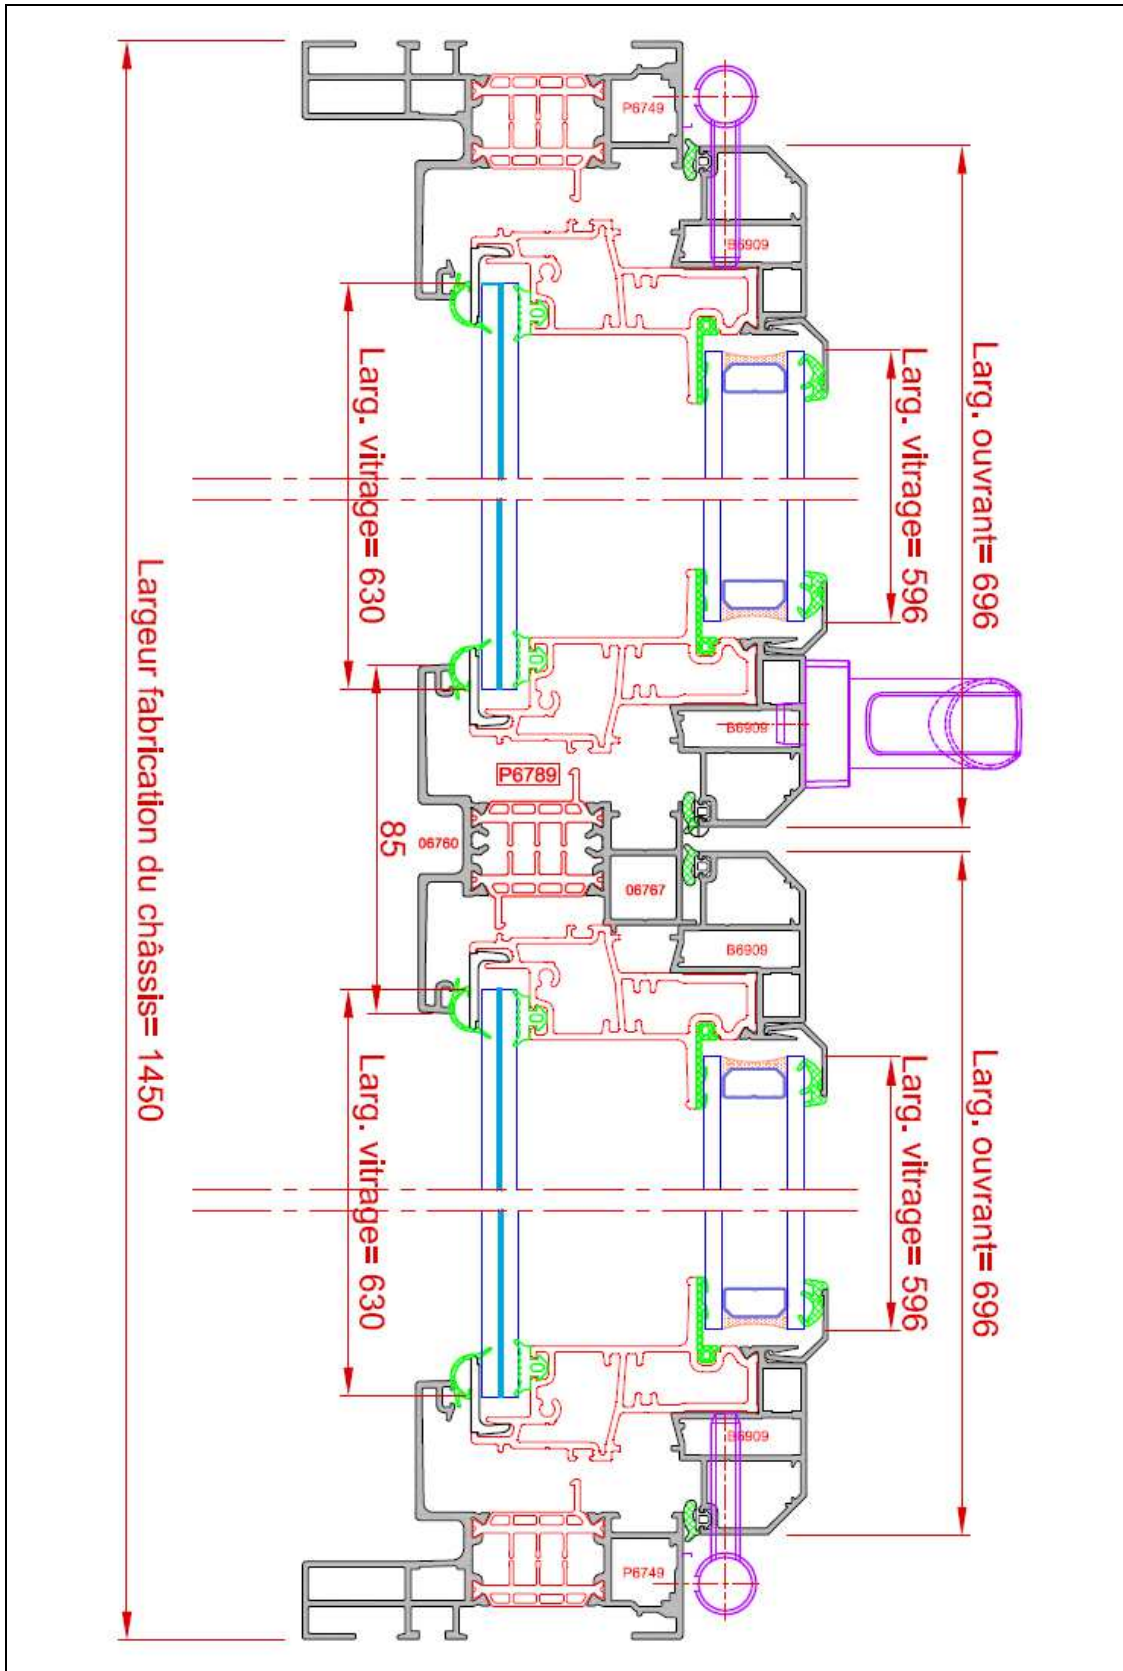 P6749
B6909
Larg. ouvrant= 696
Larg. vitrage= 596
Larg. vitrage= 630
B6909
P6789
85
06760
06767
B6909
Largeur fabrication du châssis= 1450
Larg. ouvrant= 696
Larg. vitrage= 596
Larg. vitrage= 630
B6909
P6749